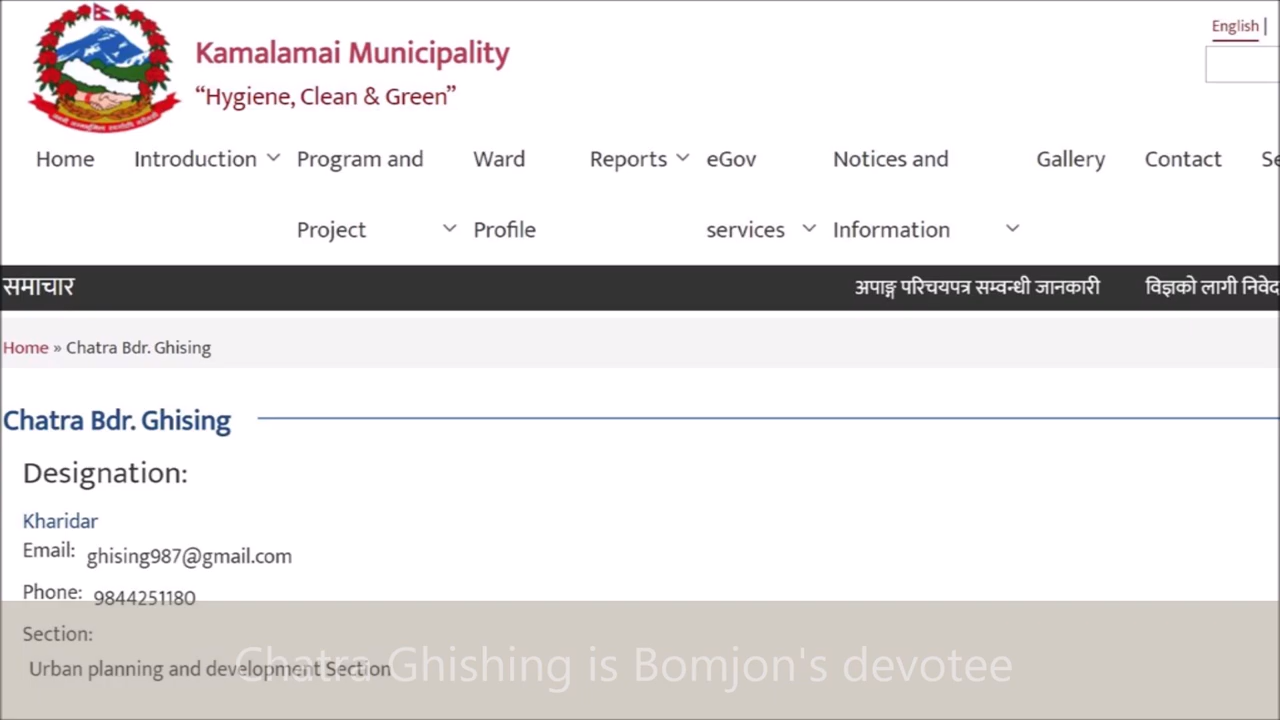 English |
Kamalamai Municipality
“Hygiene, Clean & Green”
Home Introduction Program and Project Ward Profile Reports eGov services Notices and Information Gallery Contact
समाचार अपाङ्ग परिचयपत्र सम्वन्धी जानकारी विज्ञको लागी
Home » Chatra Bdr. Ghising
Chatra Bdr. Ghising
Designation:
Kharidar
Email: ghising987@gmail.com
Phone: 9844251180
Section:
Urban planning and development Section
Chatra Ghishing is Bomjon's devotee